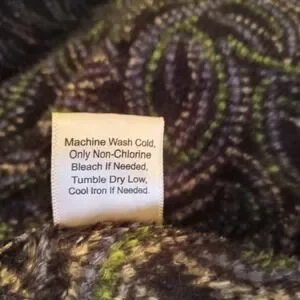 Machine Wash Cold,
Only Non-Chlorine
Bleach If Needed,
Tumble Dry Low,
Cool Iron If Needed.